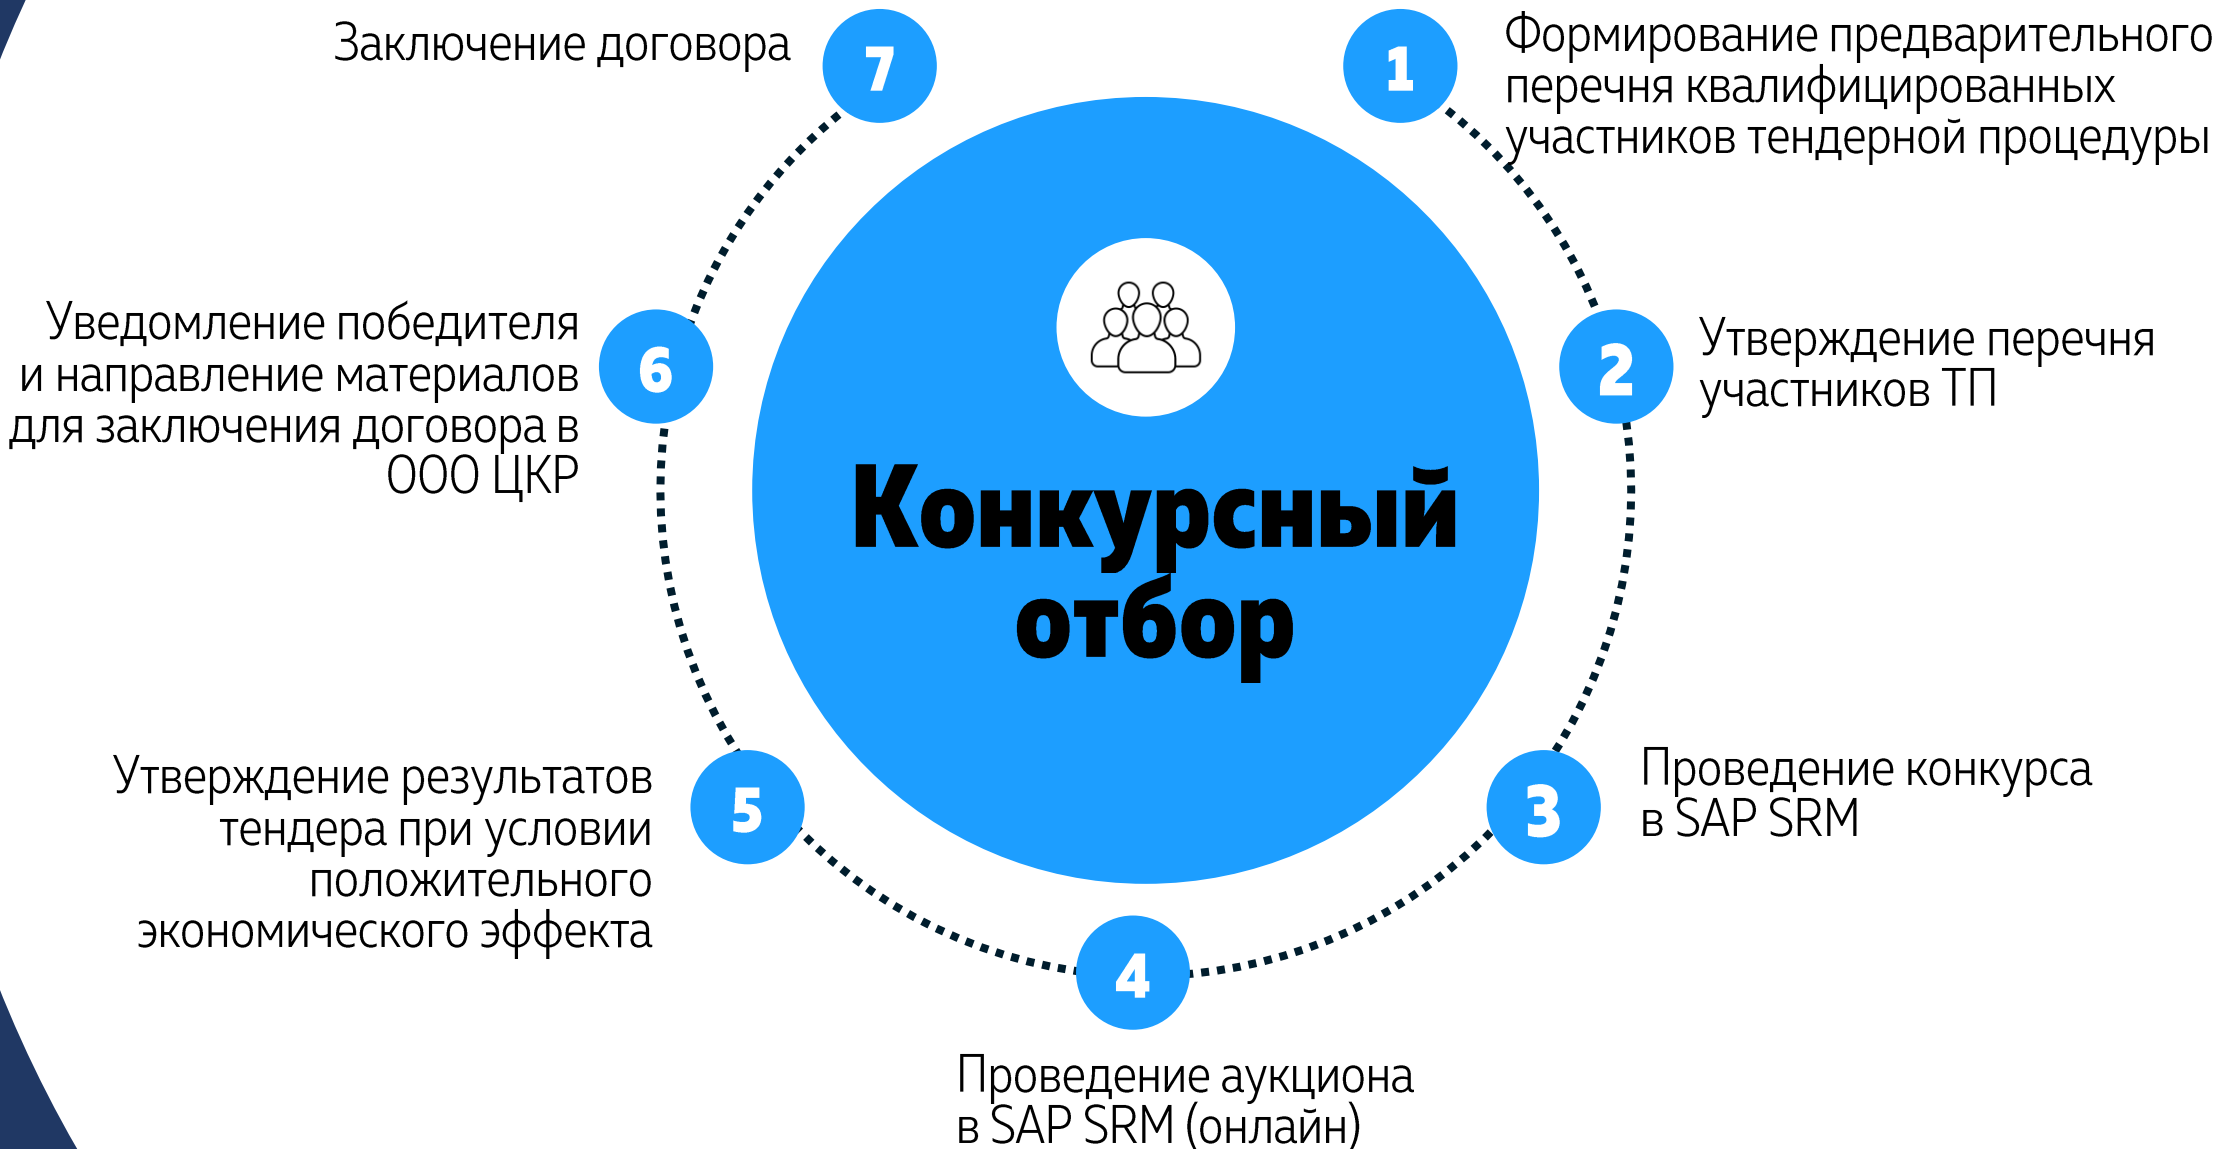 Конкурсный
отбор
1
Формирование предварительного
перечня квалифицированных
участников тендерной процедуры
2
Утверждение перечня
участников ТП
3
Проведение конкурса
в SAP SRM
4
Проведение аукциона
в SAP SRM (онлайн)
5
Утверждение результатов
тендера при условии
положительного
экономического эффекта
6
Уведомление победителя
и направление материалов
для заключения договора в
ООО ЦКР
7
Заключение договора